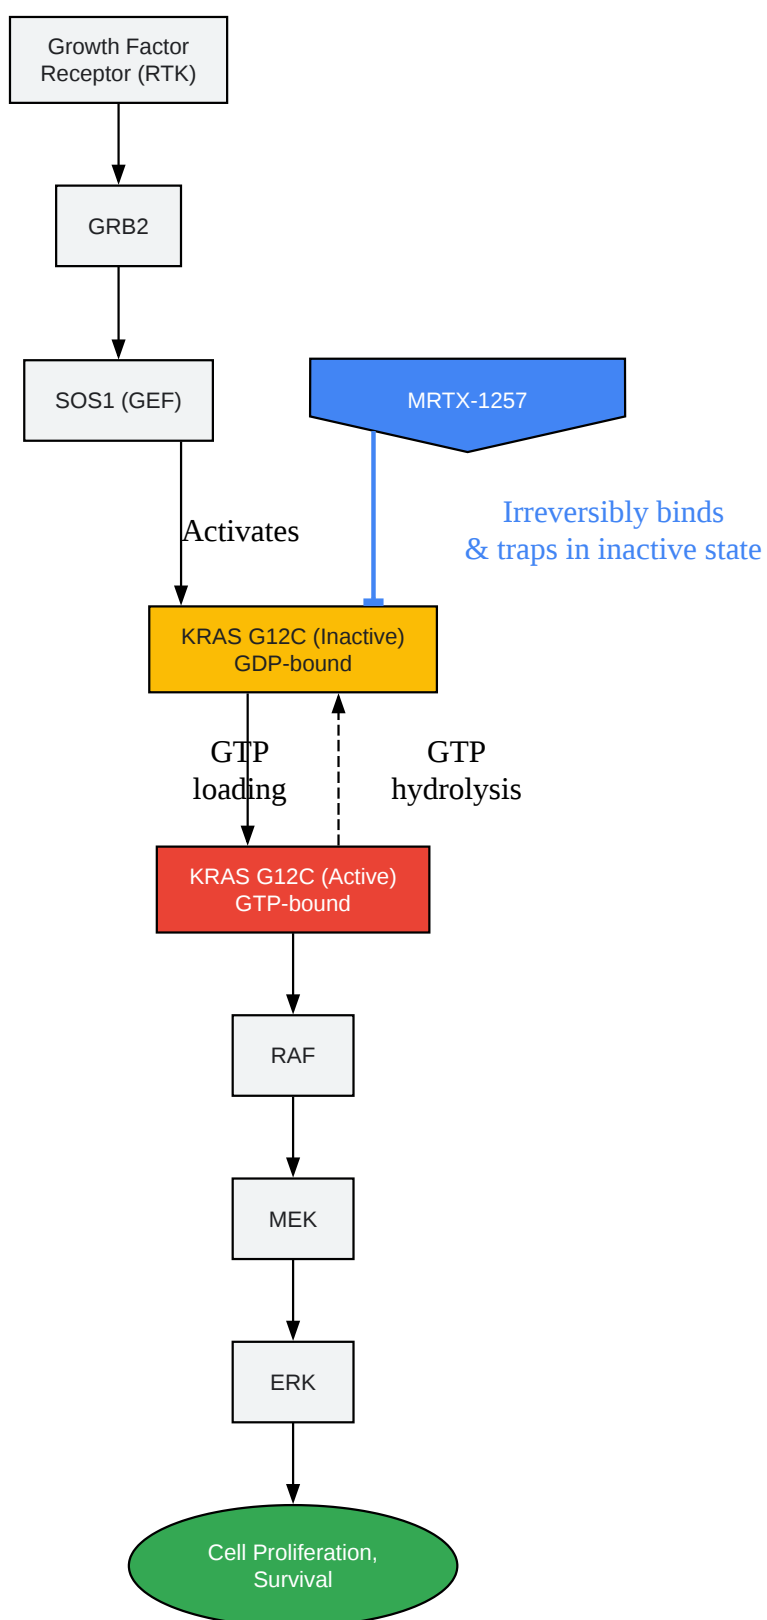 Growth Factor
Receptor (RTK)
GRB2
SOS1 (GEF)
MRTX-1257
Irreversibly binds
& traps in inactive state
Activates
KRAS G12C (Inactive)
GDP-bound
GTP
loading
GTP
hydrolysis
KRAS G12C (Active)
GTP-bound
RAF
MEK
ERK
Cell Proliferation,
Survival